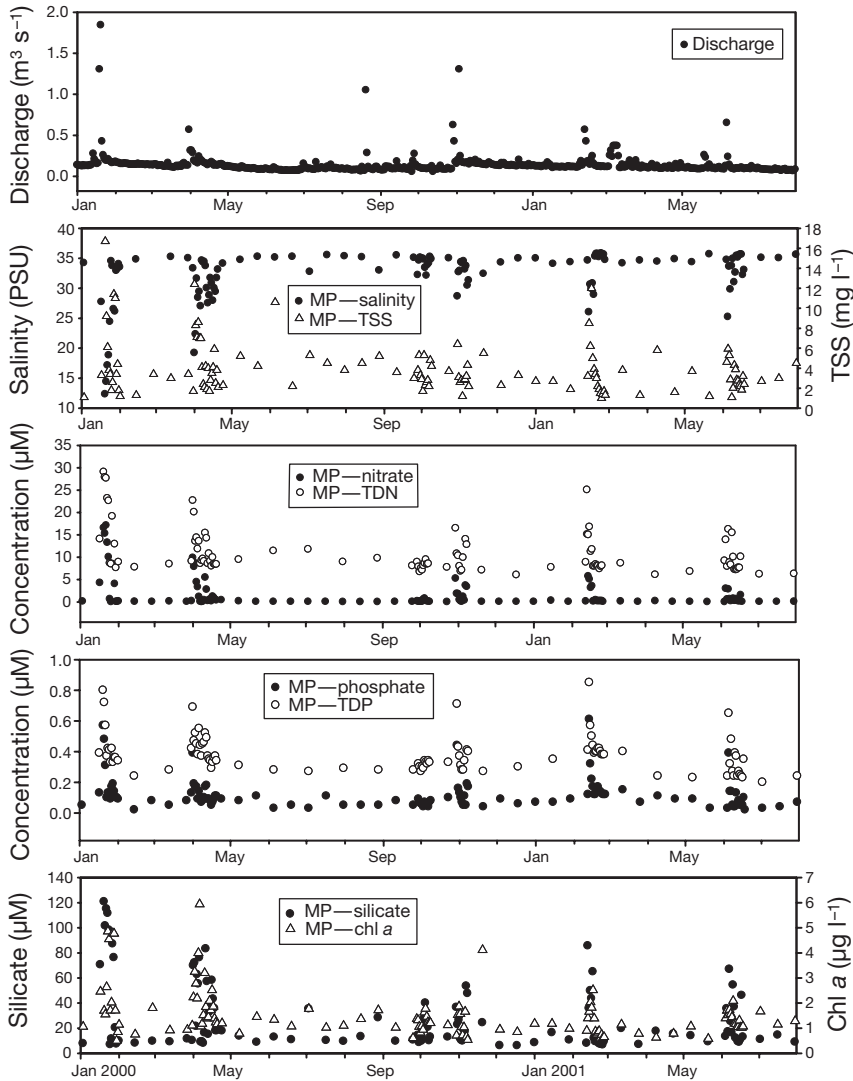 2.0
1.5
1.0
0.5
0.0
Discharge (m³ s⁻¹)
Discharge
Jan May Sep Jan May
40
35
30
25
20
15
10
Salinity (PSU)
MP—salinity
MP—TSS
18
16
14
12
10
8
6
4
2
0
TSS (mg l⁻¹)
Jan May Sep Jan May
35
30
25
20
15
10
5
0
Concentration (µM)
MP—nitrate
MP—TDN
Jan May Sep Jan May
1.0
0.8
0.6
0.4
0.2
0.0
Concentration (µM)
MP—phosphate
MP—TDP
Jan May Sep Jan May
140
120
100
80
60
40
20
0
Silicate (µM)
MP—silicate
MP—chl a
7
6
5
4
3
2
1
0
Chl a (µg l⁻¹)
Jan 2000 May Sep Jan 2001 May